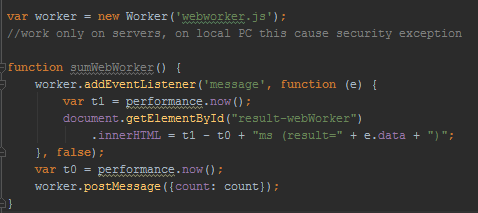 var worker = new Worker('webworker.js');
//work only on servers, on local PC this cause security exception
function sumWebWorker() {
worker.addEventListener('message', function (e) {
var t1 = performance.now();
document.getElementById("result-webWorker")
.innerHTML = t1 - t0 + "ms (result=" + e.data + ")";
}, false);
var t0 = performance.now();
worker.postMessage({count: count});
}